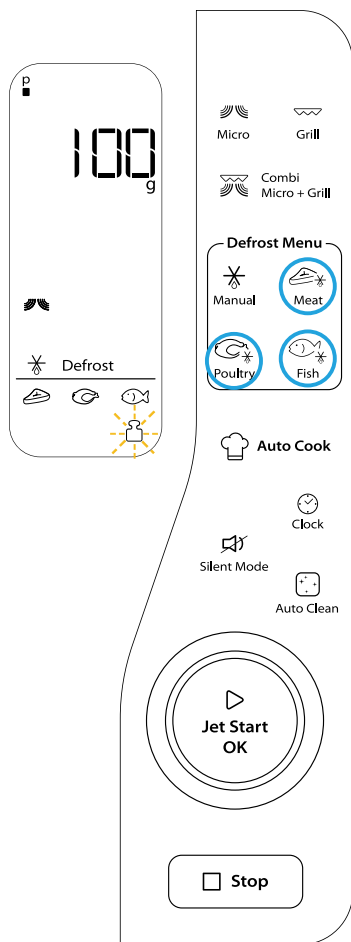 p
100
g
Defrost
Micro
Grill
Combi
Micro + Grill
Defrost Menu
Manual
Meat
Poultry
Fish
Auto Cook
Clock
Silent Mode
Auto Clean
Jet Start
OK
Stop